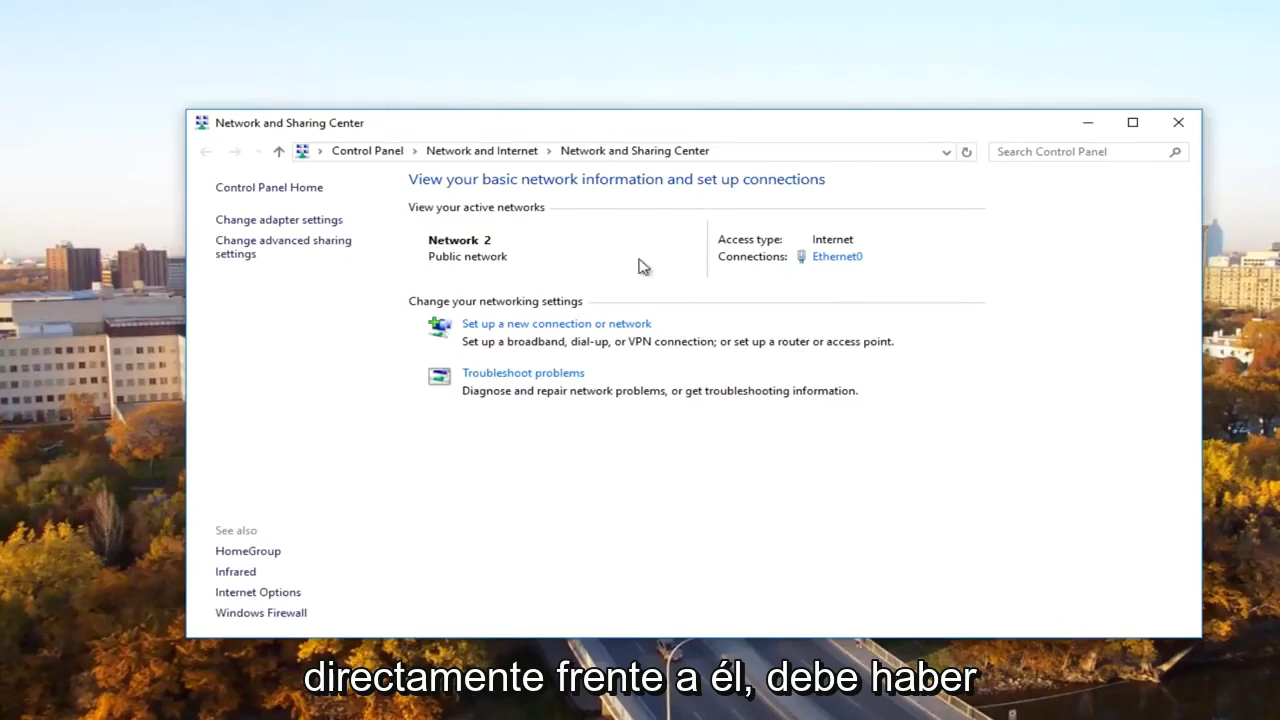 Network and Sharing Center
Control Panel > Network and Internet > Network and Sharing Center
Search Control Panel
Control Panel Home
Change adapter settings
Change advanced sharing
settings
View your basic network information and set up connections
View your active networks
Network 2
Public network
Access type: Internet
Connections: Ethernet0
Change your networking settings
Set up a new connection or network
Set up a broadband, dial-up, or VPN connection; or set up a router or access point.
Troubleshoot problems
Diagnose and repair network problems, or get troubleshooting information.
See also
HomeGroup
Infrared
Internet Options
Windows Firewall
directamente frente a él, debe haber